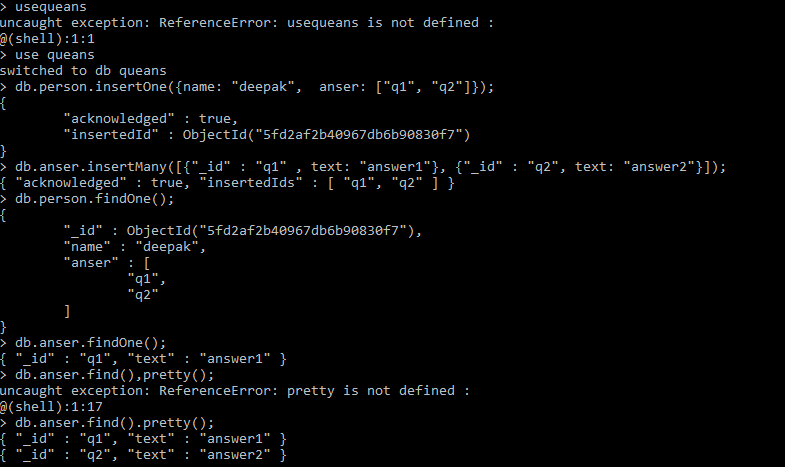 > usequeans
uncaught exception: ReferenceError: usequeans is not defined :
@(shell):1:1
> use queans
switched to db queans
> db.person.insertOne({name: "deepak",  anser: ["q1", "q2"]});
{
        "acknowledged" : true,
        "insertedId" : ObjectId("5fd2af2b40967db6b90830f7")
}
> db.anser.insertMany([{"_id" : "q1" , text: "answer1"}, {"_id" : "q2", text: "answer2"}]);
{ "acknowledged" : true, "insertedIds" : [ "q1", "q2" ] }
> db.person.findOne();
{
        "_id" : ObjectId("5fd2af2b40967db6b90830f7"),
        "name" : "deepak",
        "anser" : [
                "q1",
                "q2"
        ]
}
> db.anser.findOne();
{ "_id" : "q1", "text" : "answer1" }
> db.anser.find(),pretty();
uncaught exception: ReferenceError: pretty is not defined :
@(shell):1:17
> db.anser.find().pretty();
{ "_id" : "q1", "text" : "answer1" }
{ "_id" : "q2", "text" : "answer2" }